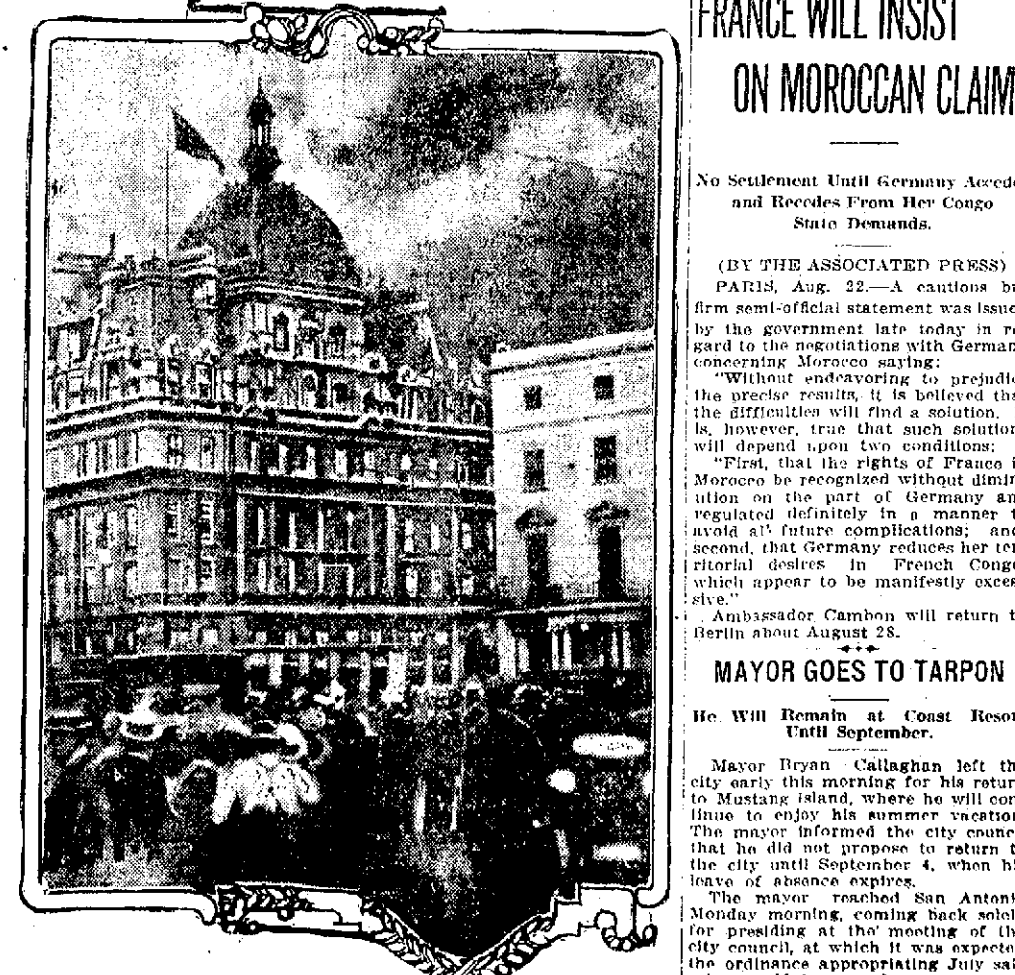 FRANCE WILL INSIST
ON MOROCCAN CLAIM
No Settlement Until Germany Accede
and Recedes From Her Congo
State Demands.
(BY THE ASSOCIATED PRESS)
PARIS, Aug. 22.—A cautious bu
firm semi-official statement was issue
by the government late today in re
gard to the negotiations with German
concerning Morocco saying:
"Without endeavoring to prejudic
the precise results, it is believed tha
the difficulties will find a solution.
is, however, true that such solution
will depend upon two conditions:
"First, that the rights of France i
Morocco be recognized without dimin
ution on the part of Germany an
regulated definitely in a manner t
avoid all future complications; and
second, that Germany reduces her ter
ritorial desires in French Congo
which appear to be manifestly exces
sive."
Ambassador Cambon will return t
Berlin about August 28.
MAYOR GOES TO TARPON
He Will Remain at Coast Resor
Until September.
Mayor Bryan Callaghan left th
city early this morning for his retur
to Mustang Island, where he will con
tinue to enjoy his summer vacation
The mayor informed the city counc
that he did not propose to return t
the city until September 4, when hi
leave of absence expires.
The mayor reached San Antoni
Monday morning, coming back solel
for presiding at the meeting of th
city council, at which it was expecte
the ordinance appropriating July sal